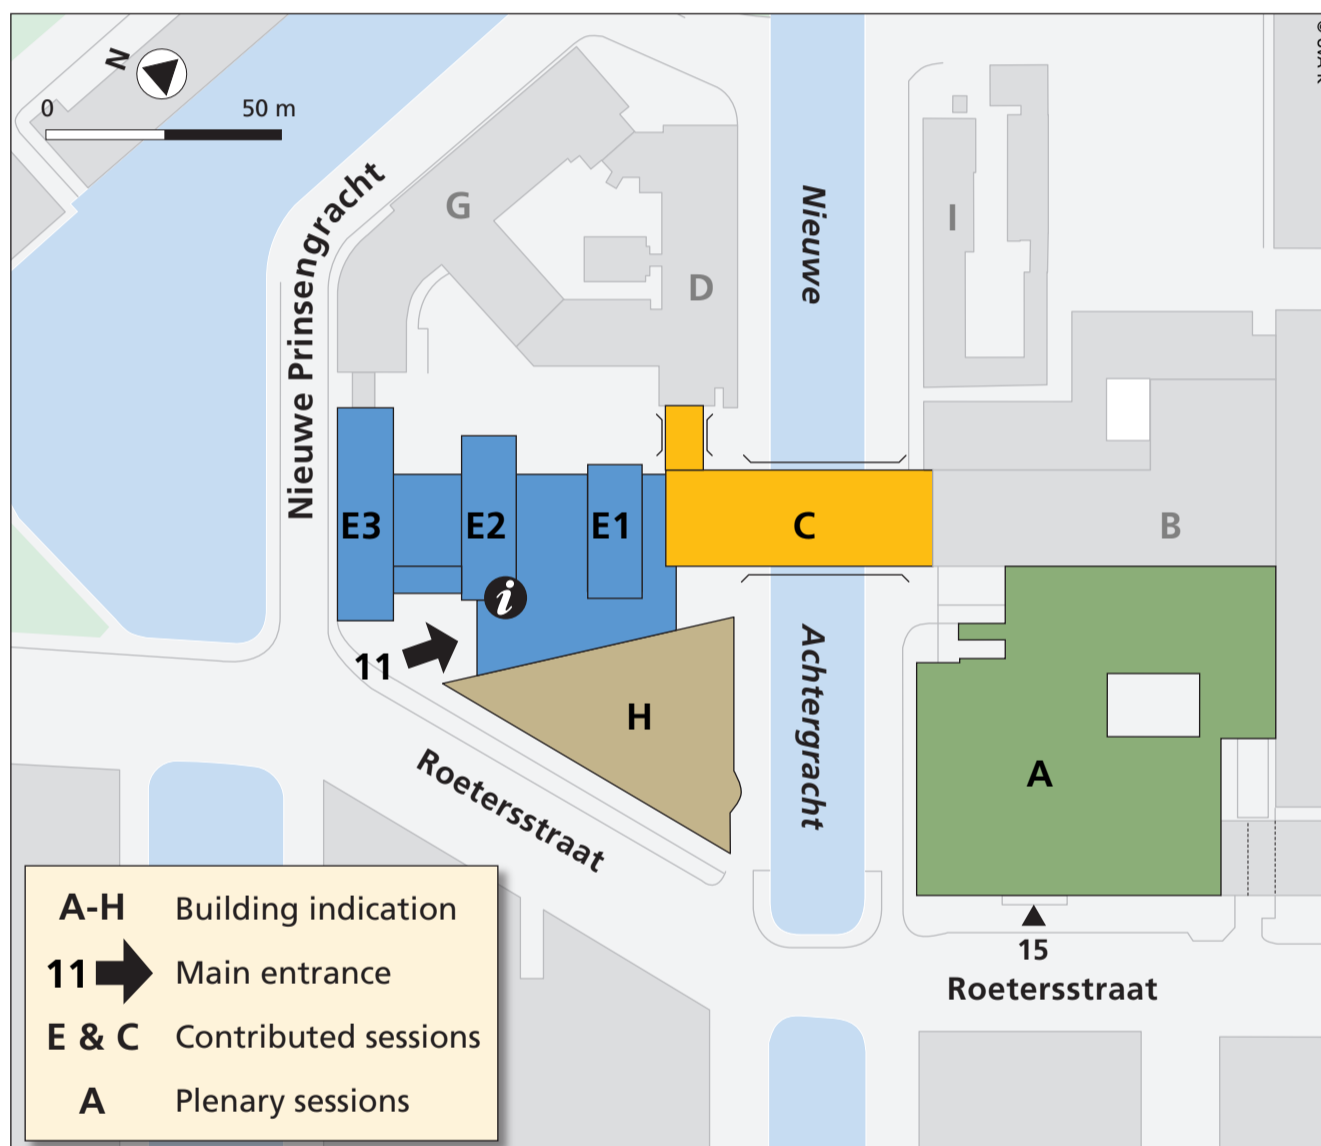 N
0 50 m
Nieuwe Prinsengracht
G
D
Nieuwe
I
E3
E2
E1
C
B
i
11
H
Achtergracht
A
Roetersstraat
15
Roetersstraat
A-H Building indication
11 Main entrance
E & C Contributed sessions
A Plenary sessions